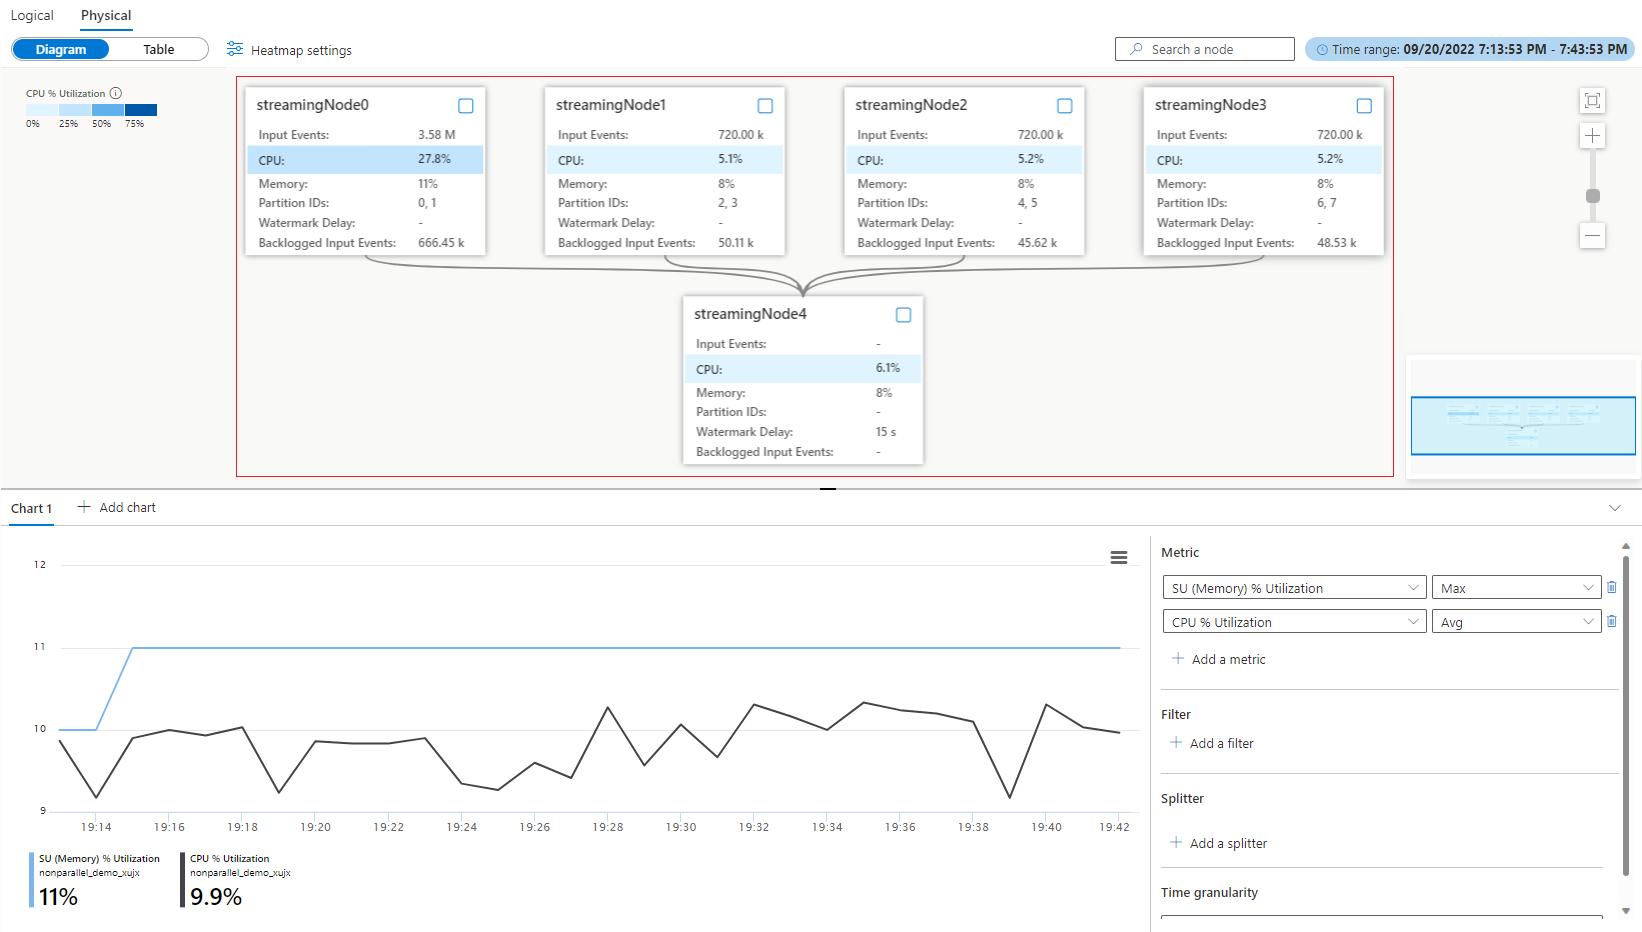 Logical Physical
Diagram Table Heatmap settings Search a node Time range: 09/20/2022 7:13:53 PM - 7:43:53 PM
CPU % Utilization
0% 25% 50% 75%
streamingNode0
Input Events: 3.58 M
CPU: 27.8%
Memory: 11%
Partition IDs: 0, 1
Watermark Delay: -
Backlogged Input Events: 666.45 k
streamingNode1
Input Events: 720.00 k
CPU: 5.1%
Memory: 8%
Partition IDs: 2, 3
Watermark Delay: -
Backlogged Input Events: 50.11 k
streamingNode2
Input Events: 720.00 k
CPU: 5.2%
Memory: 8%
Partition IDs: 4, 5
Watermark Delay: -
Backlogged Input Events: 45.62 k
streamingNode3
Input Events: 720.00 k
CPU: 5.2%
Memory: 8%
Partition IDs: 6, 7
Watermark Delay: -
Backlogged Input Events: 48.53 k
streamingNode4
Input Events: -
CPU: 6.1%
Memory: 8%
Partition IDs: -
Watermark Delay: 15 s
Backlogged Input Events: -
Chart 1 Add chart
12
11
10
9
19:14 19:16 19:18 19:20 19:22 19:24 19:26 19:28 19:30 19:32 19:34 19:36 19:38 19:40 19:42
SU (Memory) % Utilization
nonparallel_demo_xujx
11%
CPU % Utilization
nonparallel_demo_xujx
9.9%
Metric
SU (Memory) % Utilization Max
CPU % Utilization Avg
Add a metric
Filter
Add a filter
Splitter
Add a splitter
Time granularity